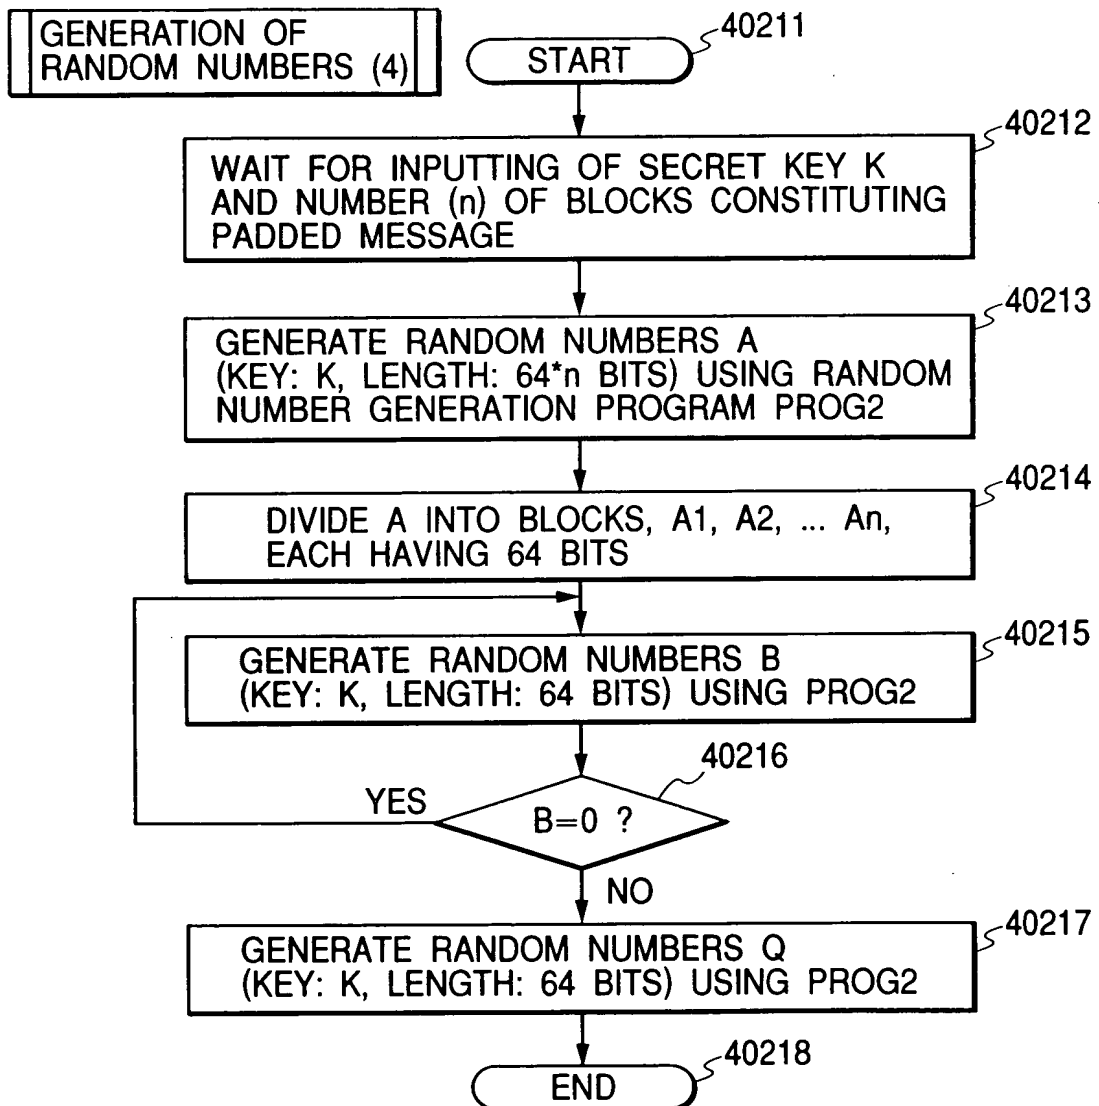 GENERATION OF
RANDOM NUMBERS (4)
START
40211
WAIT FOR INPUTTING OF SECRET KEY K
AND NUMBER (n) OF BLOCKS CONSTITUTING
PADDED MESSAGE
40212
GENERATE RANDOM NUMBERS A
(KEY: K, LENGTH: 64*n BITS) USING RANDOM
NUMBER GENERATION PROGRAM PROG2
40213
DIVIDE A INTO BLOCKS, A1, A2, ... An,
EACH HAVING 64 BITS
40214
GENERATE RANDOM NUMBERS B
(KEY: K, LENGTH: 64 BITS) USING PROG2
40215
40216
YES
B=0 ?
NO
GENERATE RANDOM NUMBERS Q
(KEY: K, LENGTH: 64 BITS) USING PROG2
40217
END
40218